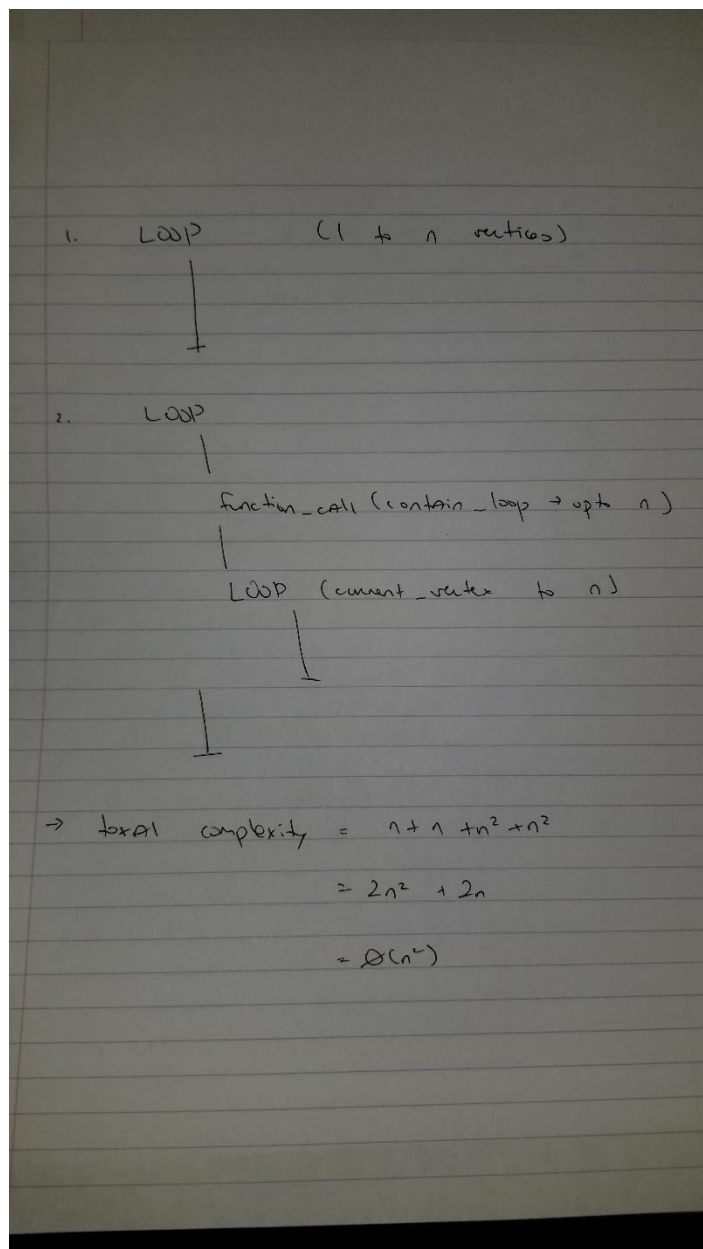 1. LOOP (1 to n vertices)
2. LOOP
function_call (contain_loop → upto n)
LOOP (current_vertex to n)
→ total complexity = n + n + n² + n²
= 2n² + 2n
= θ(n²)